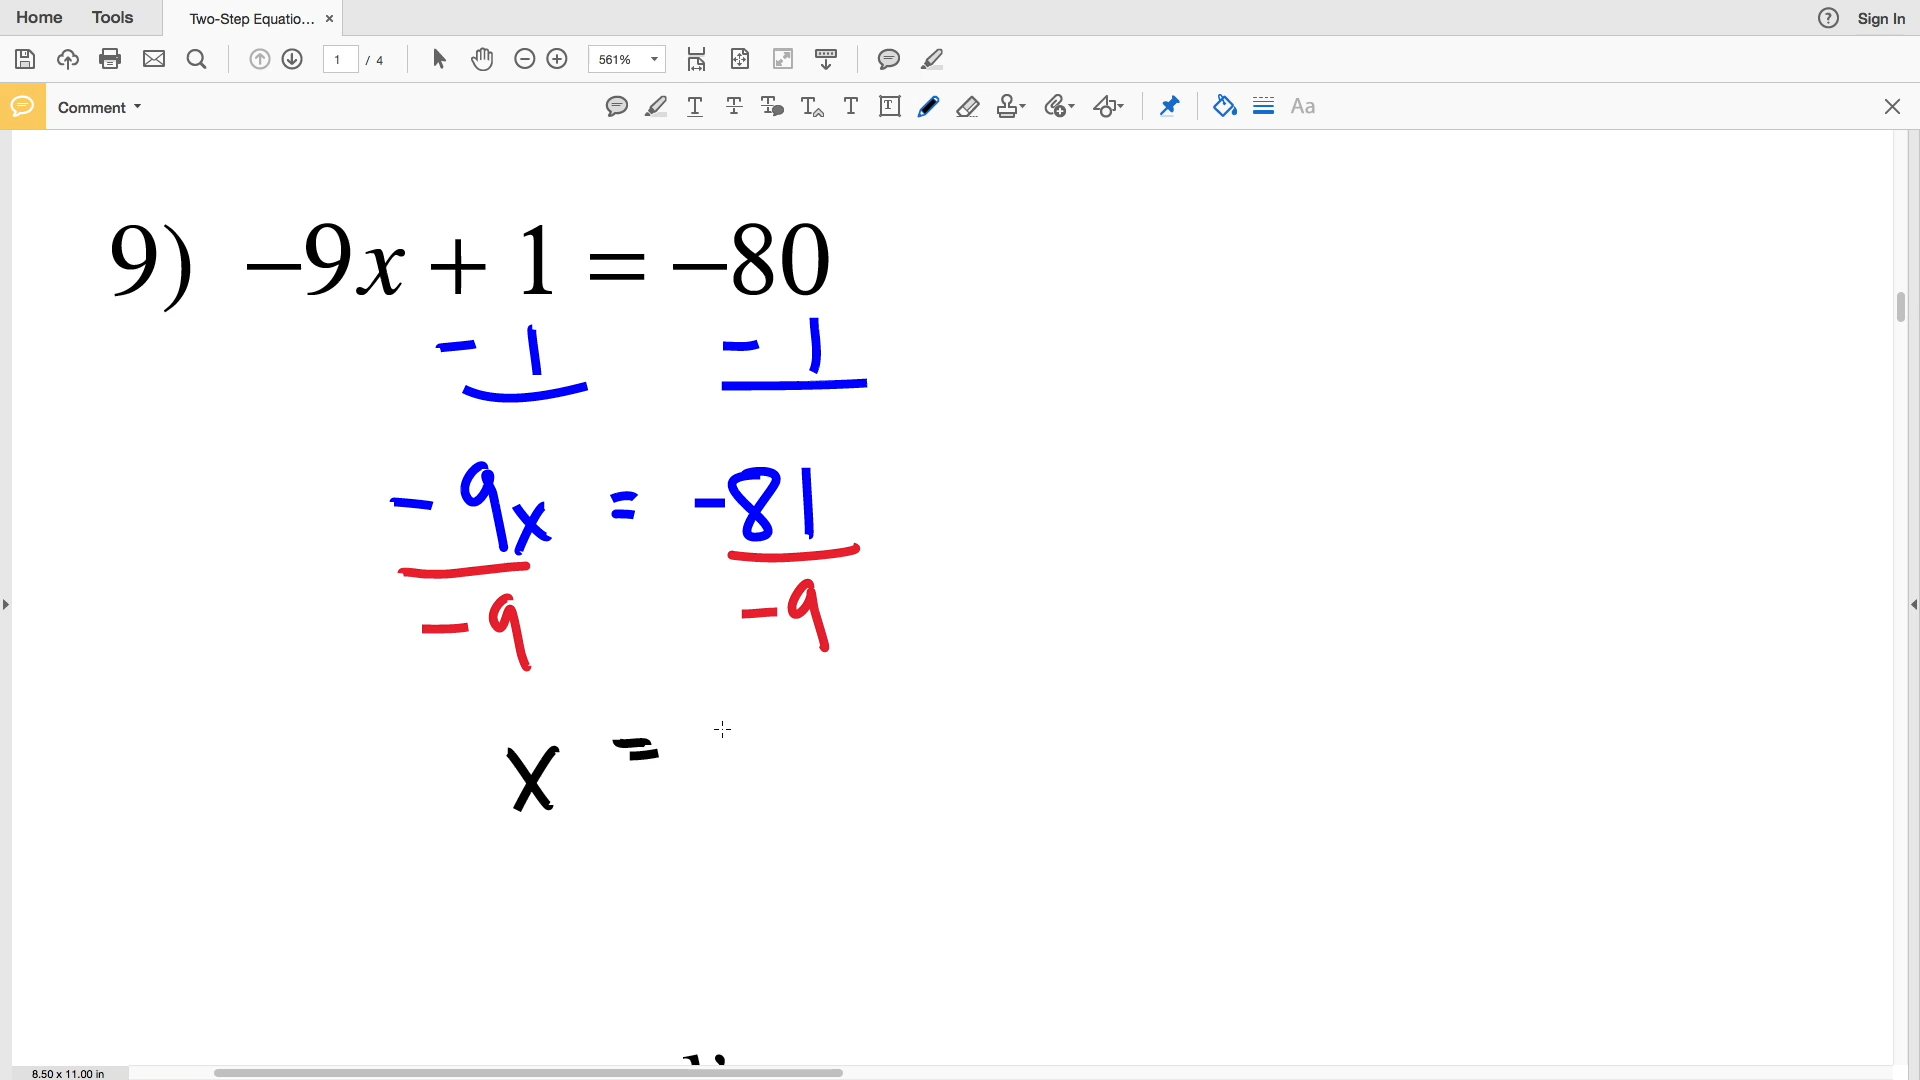 Home Tools Two-Step Equatio... × ? Sign In
1 / 4 561%
Comment T T T T T T Aa
9) −9x + 1 = −80
- 1 - 1
- 9x = -81
- 9 - 9
x =
8.50 x 11.00 in